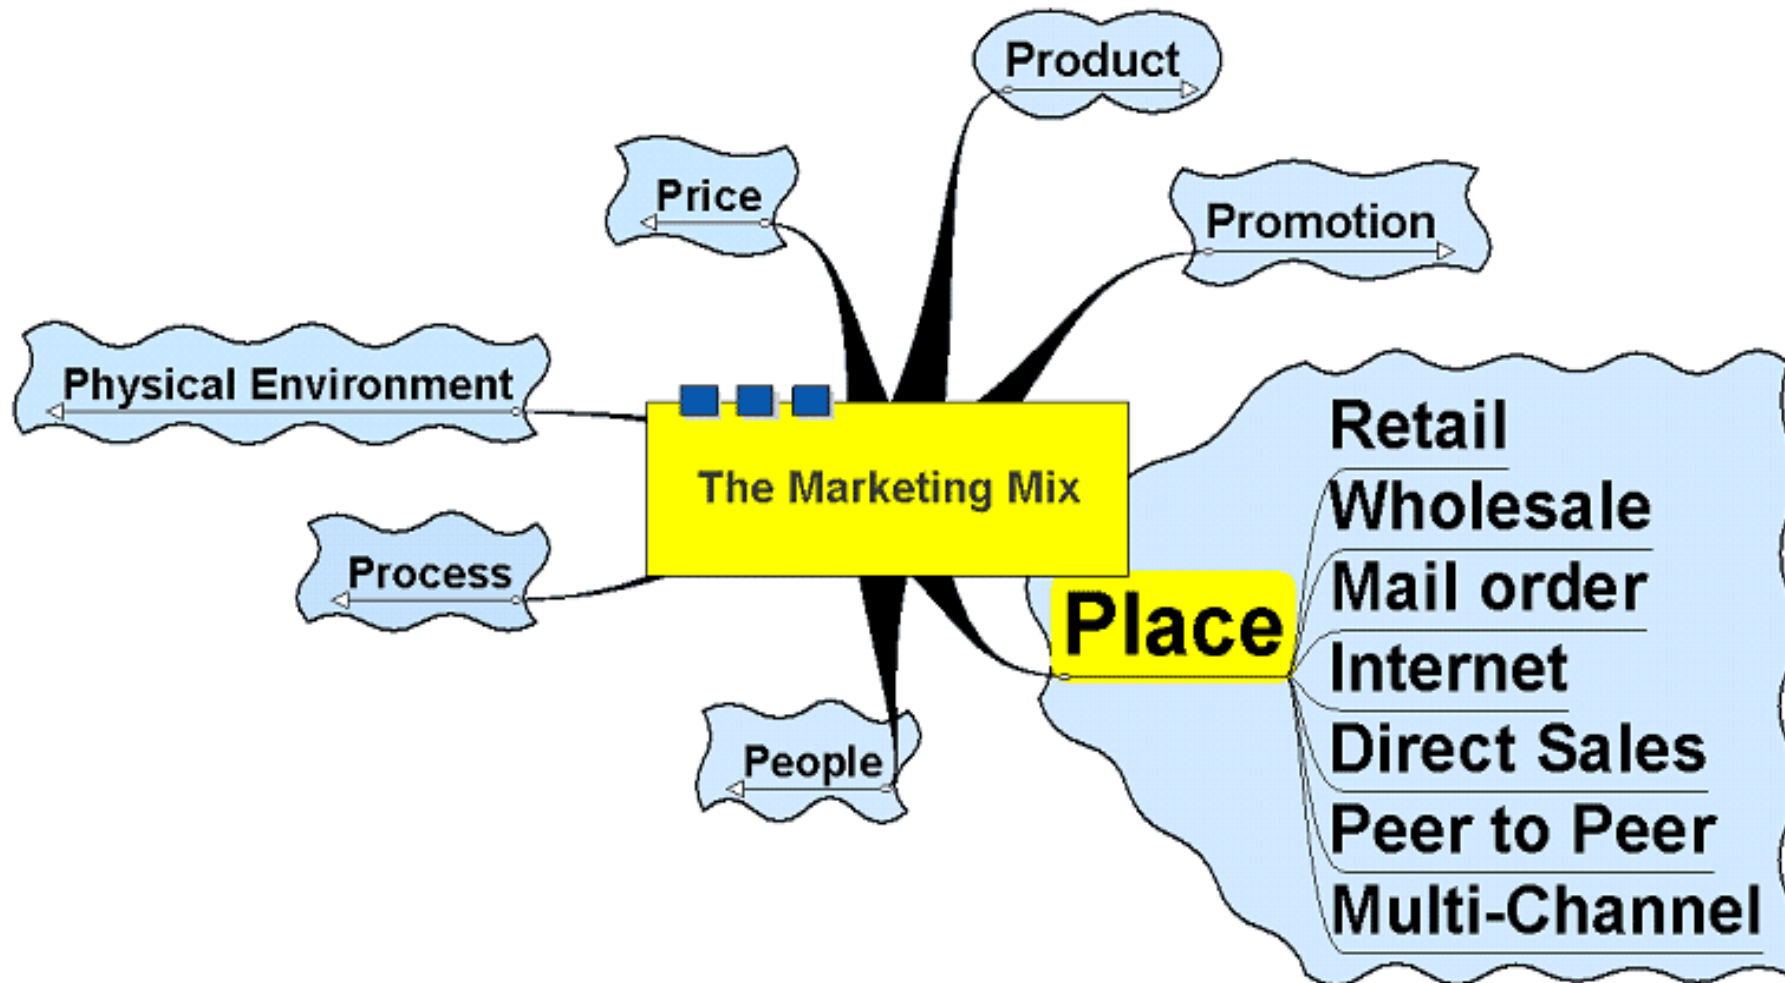 Product
Price
Promotion
Physical Environment
The Marketing Mix
Process
People
Place
Retail
Wholesale
Mail order
Internet
Direct Sales
Peer to Peer
Multi-Channel